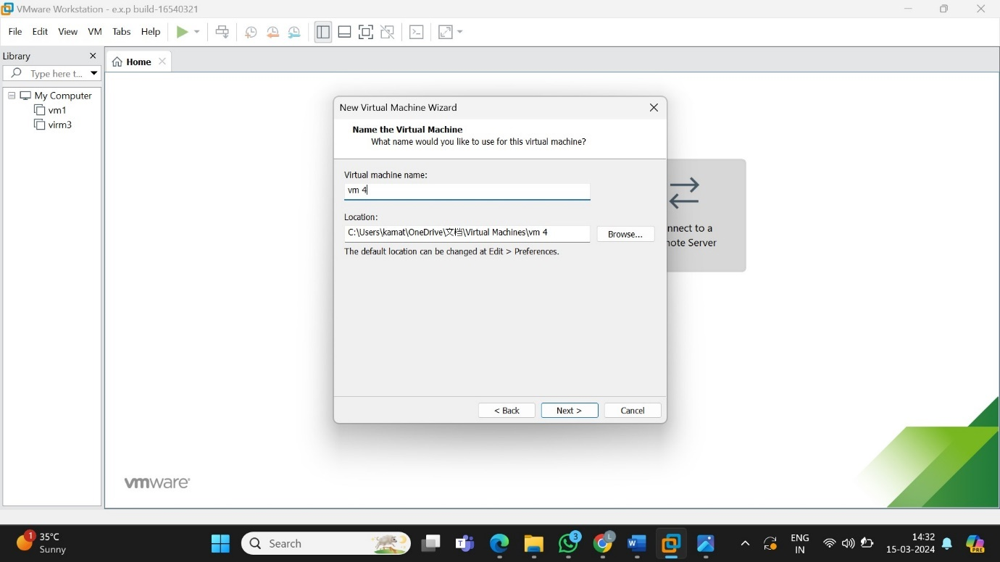 VMware Workstation - e.x.p build-16540321
File Edit View VM Tabs Help
Library
Type here t...
Home
My Computer
vm1
virm3
New Virtual Machine Wizard
Name the Virtual Machine
What name would you like to use for this virtual machine?
Virtual machine name:
vm 4
Location:
C:\Users\kamat\OneDrive\文档\Virtual Machines\vm 4
Browse...
The default location can be changed at Edit > Preferences.
nnect to a
note Server
< Back Next > Cancel
vmware
1 35°C
Sunny
Search
T
3
L
W
ENG
IN
14:32
15-03-2024
PRE